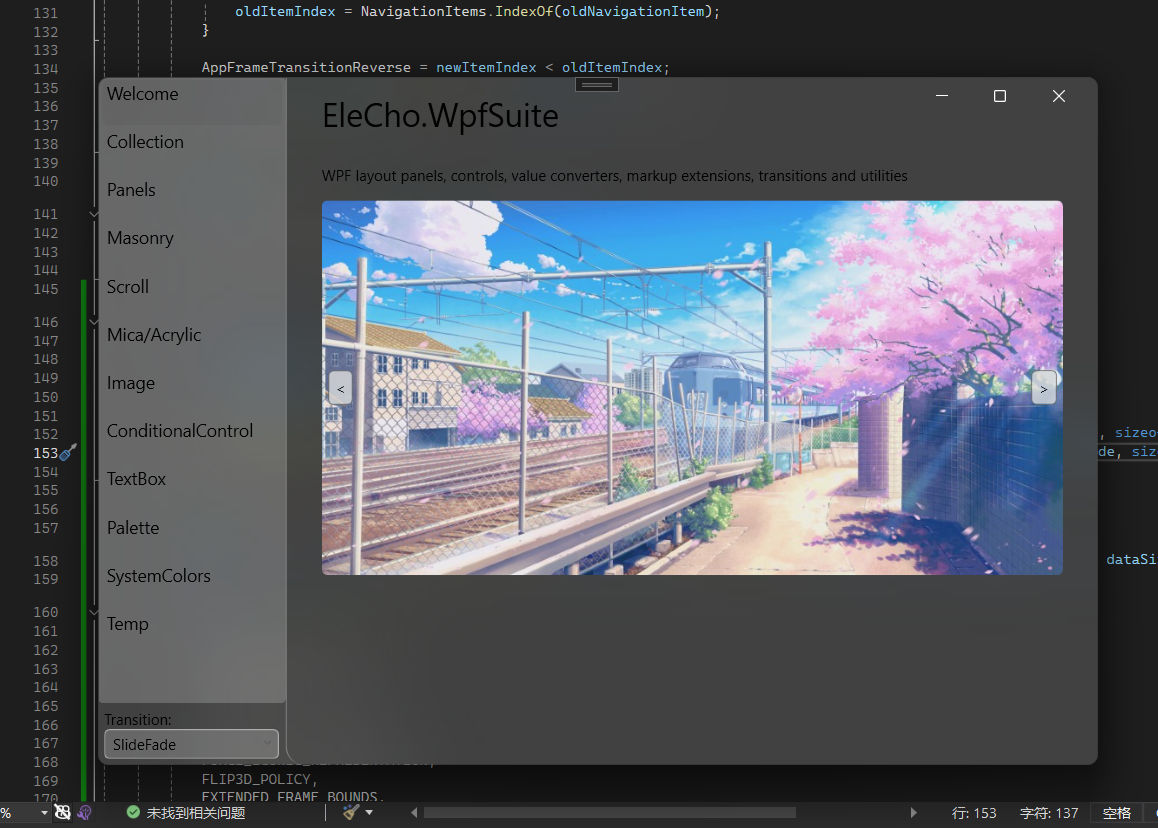 131
oldItemIndex = NavigationItems.IndexOf(oldNavigationItem);
132
}
133
134
AppFrameTransitionReverse = newItemIndex < oldItemIndex;
135
136
137
138
139
140
141
142
143
144
145
146
147
148
149
150
151
152
153
154
155
156
157
158
159
160
161
162
163
164
165
166
167
168
169
170
Welcome
Collection
Panels
Masonry
Scroll
Mica/Acrylic
Image
ConditionalControl
TextBox
Palette
SystemColors
Temp
Transition:
SlideFade
EleCho.WpfSuite
WPF layout panels, controls, value converters, markup extensions, transitions and utilities
<
>
, sizeo
de, siz
dataSi
FLIP3D_POLICY,
EXTENDED_FRAME_BOUNDS,
%
未找到相关问题
行: 153
字符: 137
空格